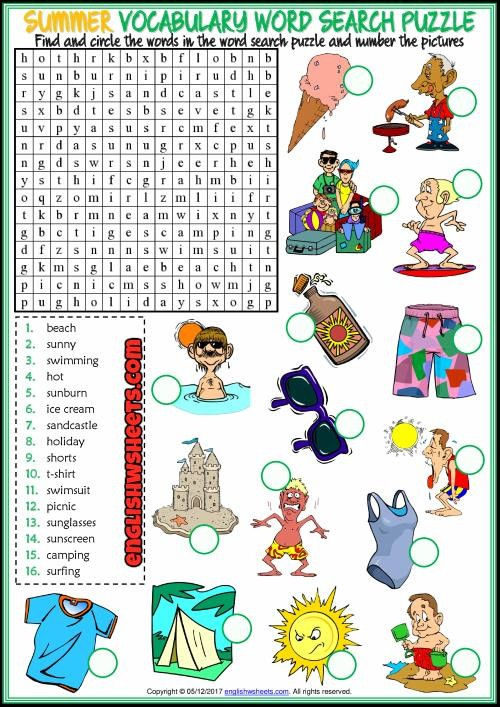 SUMMER VOCABULARY WORD SEARCH PUZZLE
Find and circle the words in the word search puzzle and number the pictures
h o t h r k b x b f l o b n b
s u n b u r n i p i r u d h b
r y g k j s a n d c a s t l e
s x b d t e s b s e v e t g k
u v p y a s u s r c m f e x t
n r d a s u n u g r x c p u s
n g d s w r s n j e e r h e h
y s t h i f c g r a h m b i i
o q z o m i r l z m l i i f r
t k b r m n e a m w i x n y t
g b c t i g e s c a m p i n g
d f z s n n n s w i m s u i t
g k m s g l a e b e a c h t n
p i c n i c m s s h o w m j g
p u g h o l i d a y s x o g p
1. beach
2. sunny
3. swimming
4. hot
5. sunburn
6. ice cream
7. sandcastle
8. holiday
9. shorts
10. t-shirt
11. swimsuit
12. picnic
13. sunglasses
14. sunscreen
15. camping
16. surfing
ENGLISHWSHEETS.COM
Copyright © 05/12/2017 englishwsheets.com. All rights reserved.